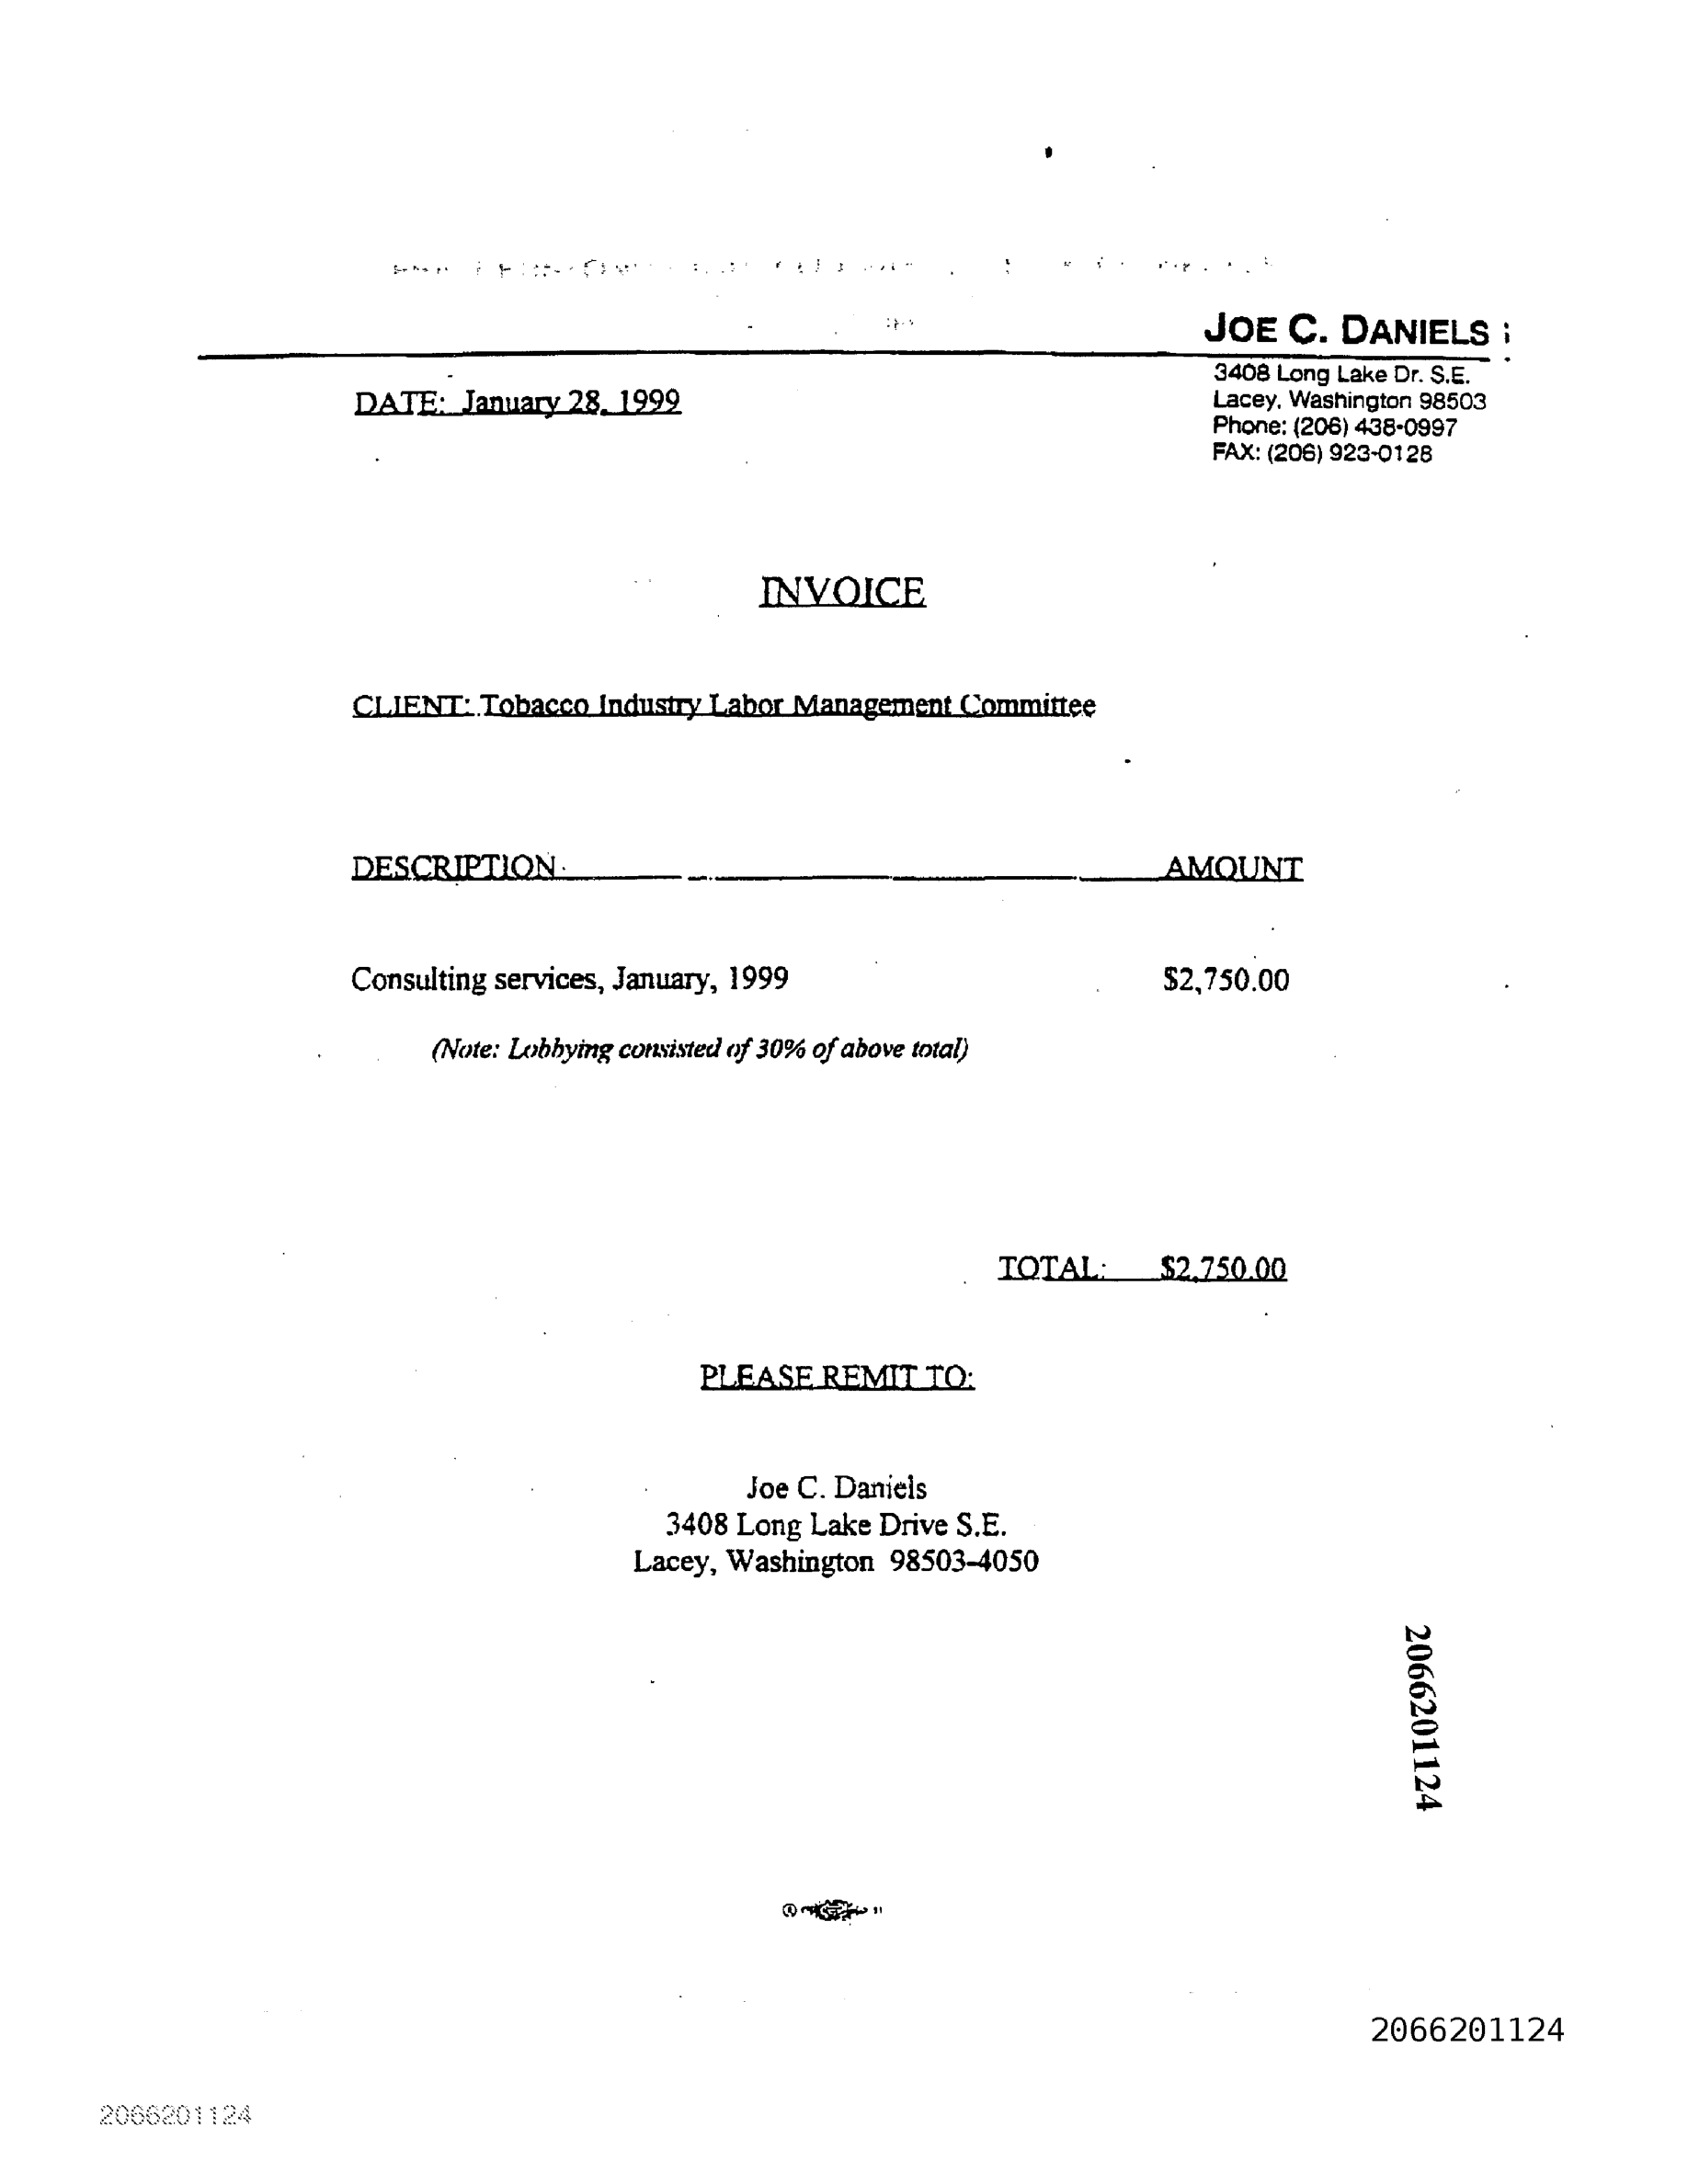 JOE C. DANIELS
3408 Long Lake Dr. S.E.
Lacey, Washington 98503
Phone: (206) 438-0997
FAX: (206) 923-0128
DATE: January 28, 1999
INVOICE
CLIENT: Tobacco Industry Labor Management Committee
DESCRIPTION AMOUNT
Consulting services, January, 1999 $2,750.00
(Note: Lobbying consisted of 30% of above total)
TOTAL: $2,750.00
PLEASE REMIT TO:
Joe C. Daniels
3408 Long Lake Drive S.E.
Lacey, Washington 98503-4050
2066201124
2066201124
2066201124